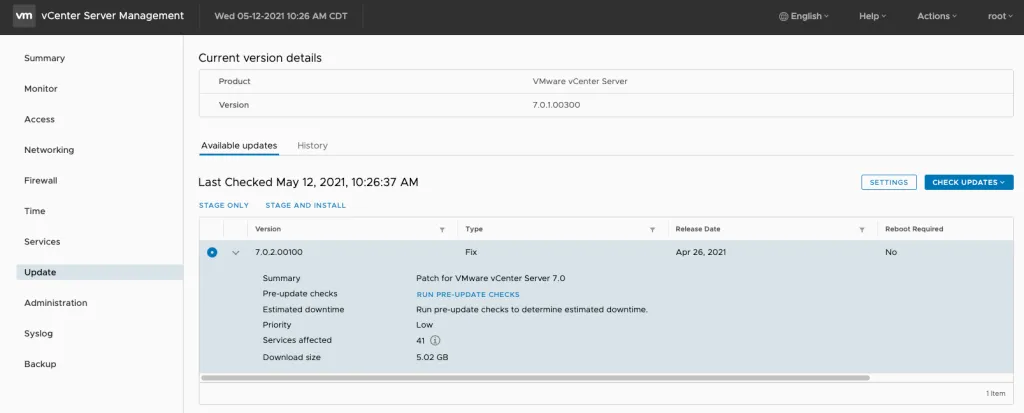 vm vCenter Server Management Wed 05-12-2021 10:26 AM CDT English Help Actions root
Summary
Monitor
Access
Networking
Firewall
Time
Services
Update
Administration
Syslog
Backup
Current version details
Product VMware vCenter Server
Version 7.0.1.00300
Available updates History
Last Checked May 12, 2021, 10:26:37 AM SETTINGS CHECK UPDATES
STAGE ONLY STAGE AND INSTALL
Version Type Release Date Reboot Required
7.0.2.00100 Fix Apr 26, 2021 No
Summary Patch for VMware vCenter Server 7.0
Pre-update checks RUN PRE-UPDATE CHECKS
Estimated downtime Run pre-update checks to determine estimated downtime.
Priority Low
Services affected 41
Download size 5.02 GB
1 Item